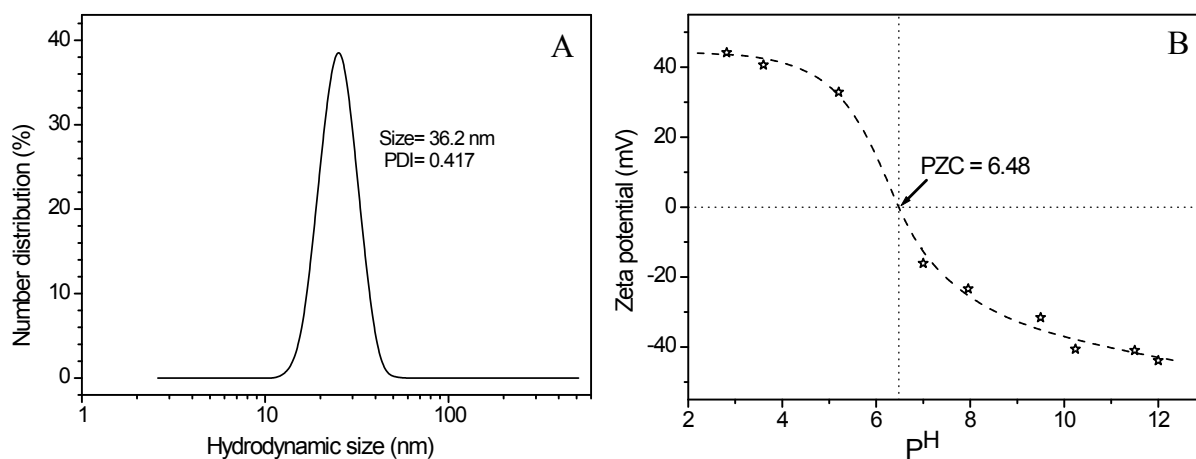 A
Number distribution (%)
40
30
20
10
0
Size= 36.2 nm
PDI= 0.417
1
10
100
Hydrodynamic size (nm)
B
Zeta potential (mV)
40
20
0
-20
-40
PZC = 6.48
2
4
6
8
10
12
P^H